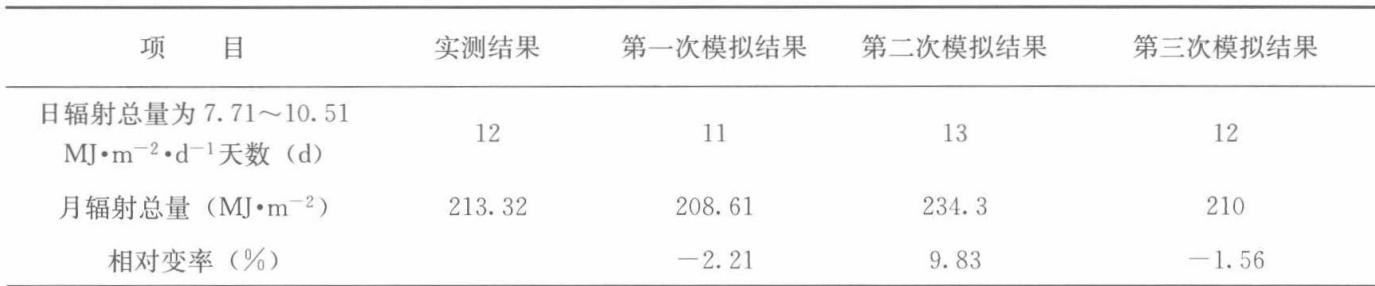 项 目 实测结果 第一次模拟结果 第二次模拟结果 第三次模拟结果
日辐射总量为 7.71～10.51
MJ•m⁻²•d⁻¹天数（d） 12 11 13 12
月辐射总量（MJ•m⁻²） 213.32 208.61 234.3 210
相对变率（%） －2.21 9.83 －1.56